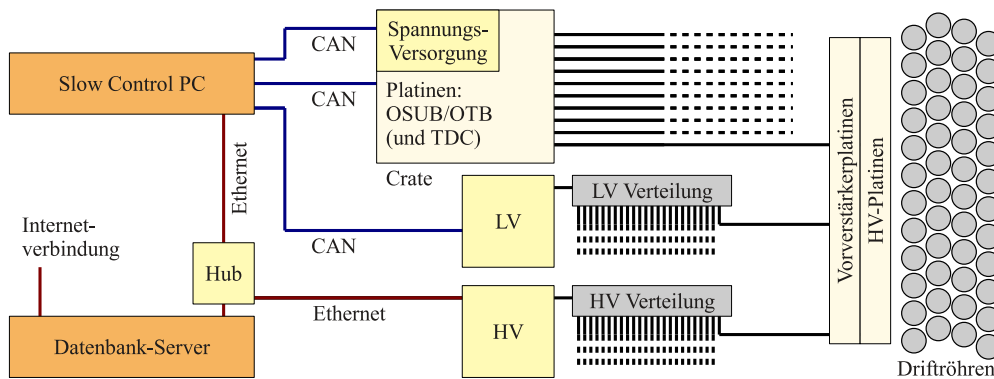 Slow Control PC
CAN
CAN
CAN
Spannungs-
Versorgung
Platinen:
OSUB/OTB
(und TDC)
Crate
Ethernet
Internet-
verbindung
Hub
Datenbank-Server
Ethernet
LV
LV Verteilung
HV
HV Verteilung
Vorverstärkerplatinen
HV-Platinen
Driftröhren